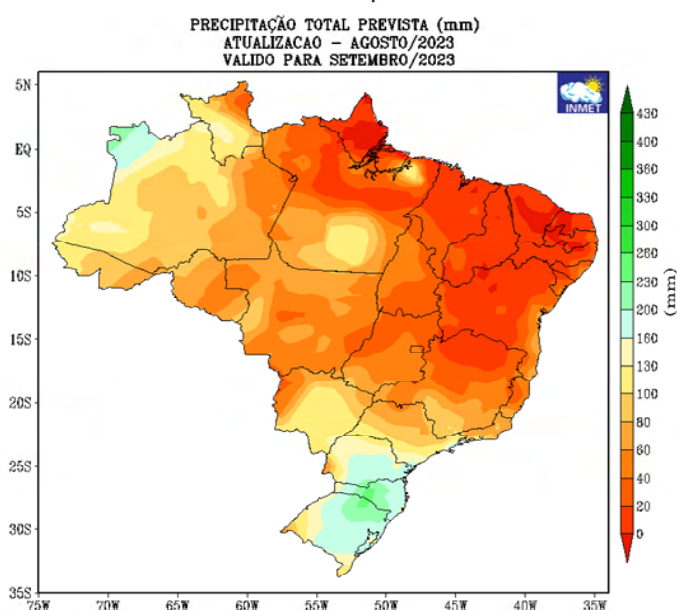 PRECIPITAÇÃO TOTAL PREVISTA (mm)
ATUALIZACAO – AGOSTO/2023
VALIDO PARA SETEMBRO/2023
INMET
5N
EQ
5S
10S
15S
20S
25S
30S
35S
75W
70W
65W
60W
55W
50W
45W
40W
35W
430
400
360
330
300
260
230
200
160
130
100
80
60
40
20
0
(mm)